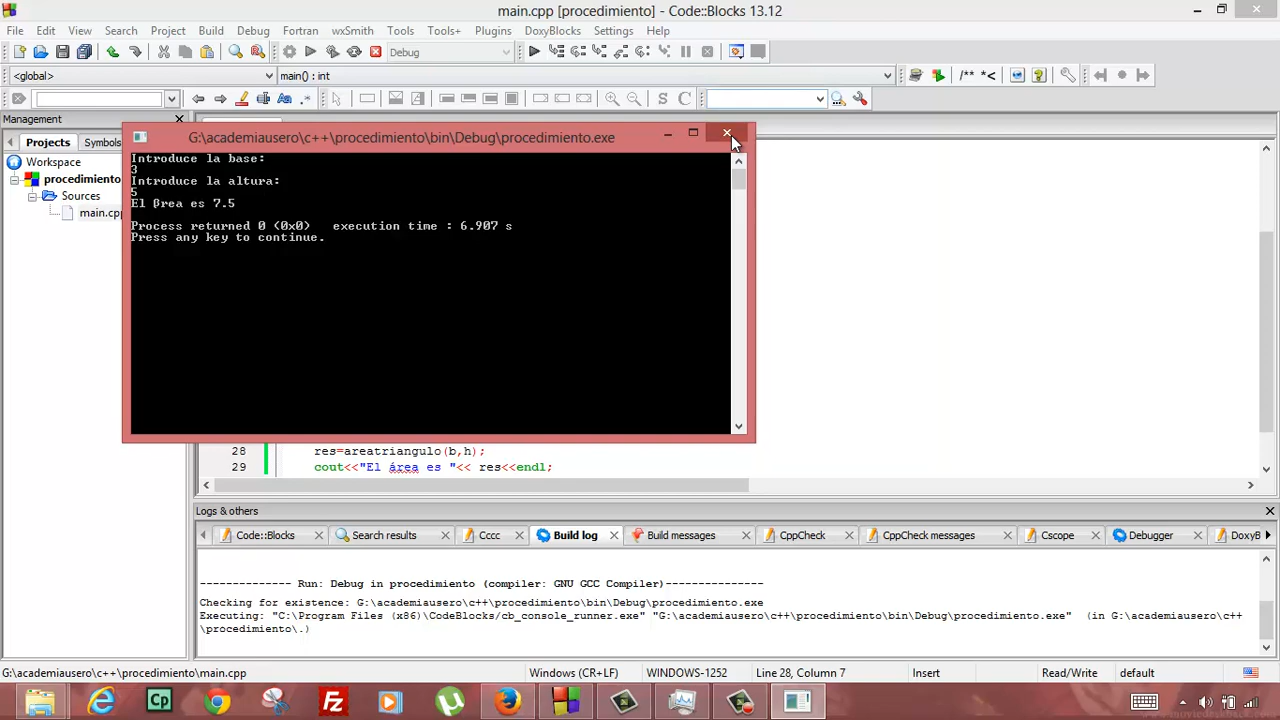 main.cpp [procedimiento] - Code::Blocks 13.12
File Edit View Search Project Build Debug Fortran wxSmith Tools Tools+ Plugins DoxyBlocks Settings Help
Debug
<global> main() : int /** *<
S C
Management
Projects Symbols
Workspace
procedimiento
Sources
main.cpp
G:\academiausero\c++\procedimiento\bin\Debug\procedimiento.exe
Introduce la base:
3
Introduce la altura:
5
El βrea es 7.5
Process returned 0 (0x0) execution time : 6.907 s
Press any key to continue.
28 res=areatriangulo(b,h);
29 cout<<"El área es "<< res<<endl;
Logs & others
Code::Blocks Search results Cccc Build log Build messages CppCheck CppCheck messages Cscope Debugger DoxyB
-------------- Run: Debug in procedimiento (compiler: GNU GCC Compiler)---------------
Checking for existence: G:\academiausero\c++\procedimiento\bin\Debug\procedimiento.exe
Executing: "C:\Program Files (x86)\CodeBlocks/cb_console_runner.exe" "G:\academiausero\c++\procedimiento\bin\Debug\procedimiento.exe" (in G:\academiausero\c++
\procedimiento\.)
G:\academiausero\c++\procedimiento\main.cpp Windows (CR+LF) WINDOWS-1252 Line 28, Column 7 Insert Read/Write default
Cp Fz